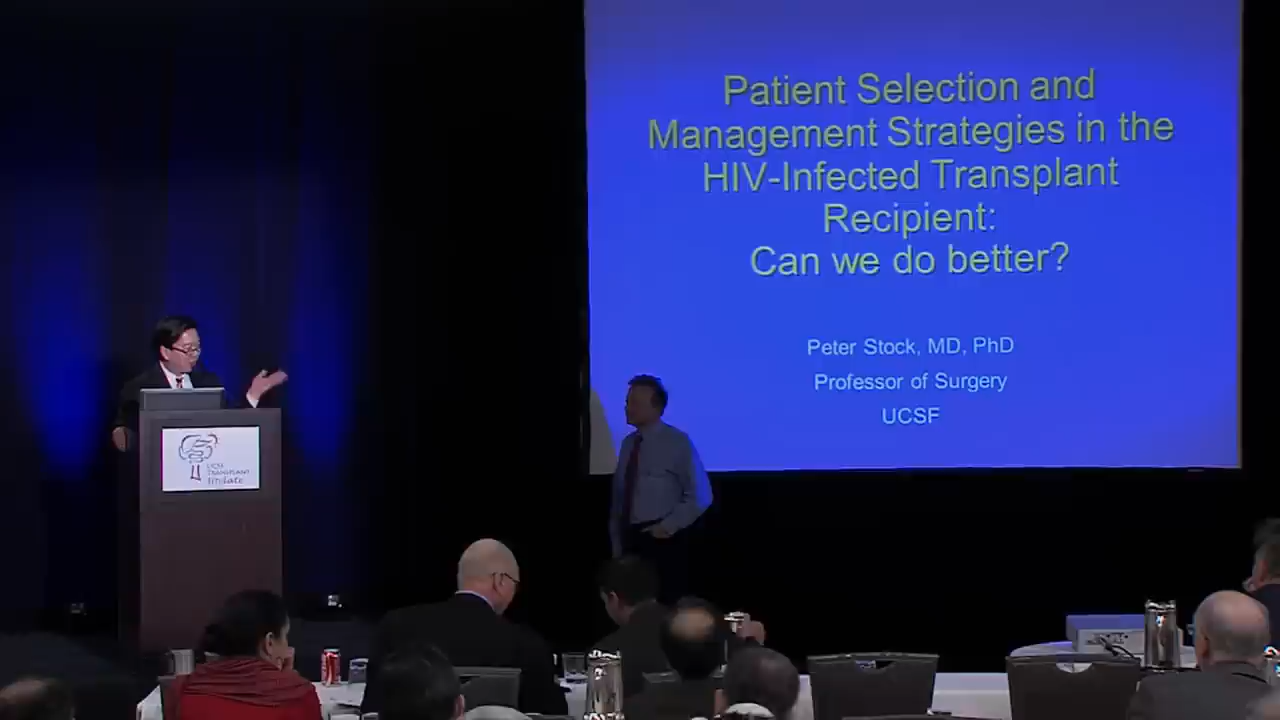 Patient Selection and
Management Strategies in the
HIV-Infected Transplant
Recipient:
Can we do better?
Peter Stock, MD, PhD
Professor of Surgery
UCSF
TRANSPLANT